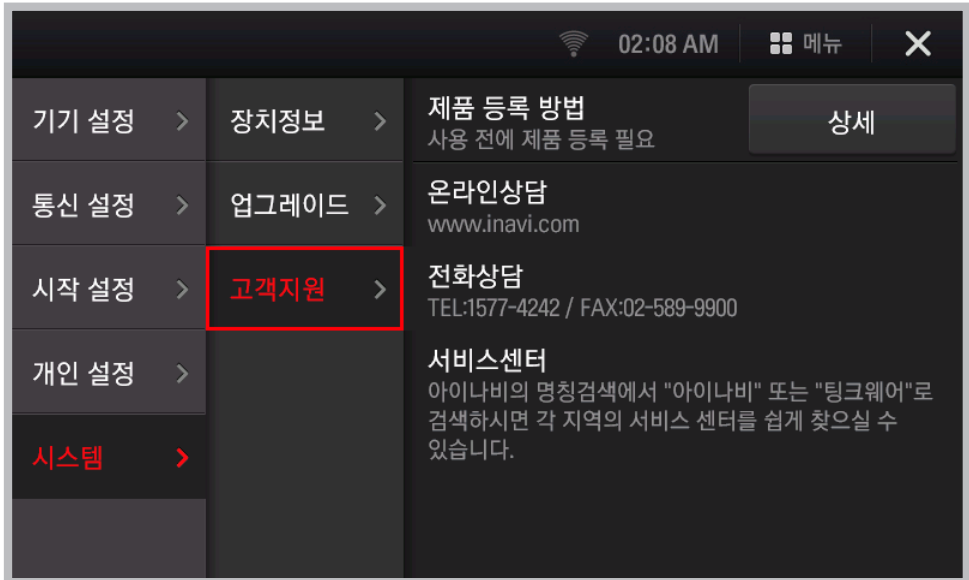 02:08 AM
메뉴
기기 설정
통신 설정
시작 설정
개인 설정
시스템
장치정보
업그레이드
고객지원
제품 등록 방법
사용 전에 제품 등록 필요
상세
온라인상담
www.inavi.com
전화상담
TEL:1577-4242 / FAX:02-589-9900
서비스센터
아이나비의 명칭검색에서 "아이나비" 또는 "팅크웨어"로
검색하시면 각 지역의 서비스 센터를 쉽게 찾으실 수
있습니다.